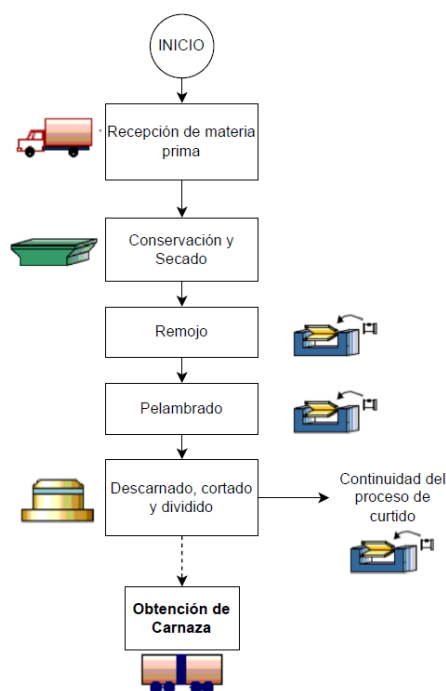 INICIO
Recepción de materia
prima
Conservación y
Secado
Remojo
Pelambrado
Descarnado, cortado
y dividido
Continuidad del
proceso de
curtido
Obtención de
Carnaza